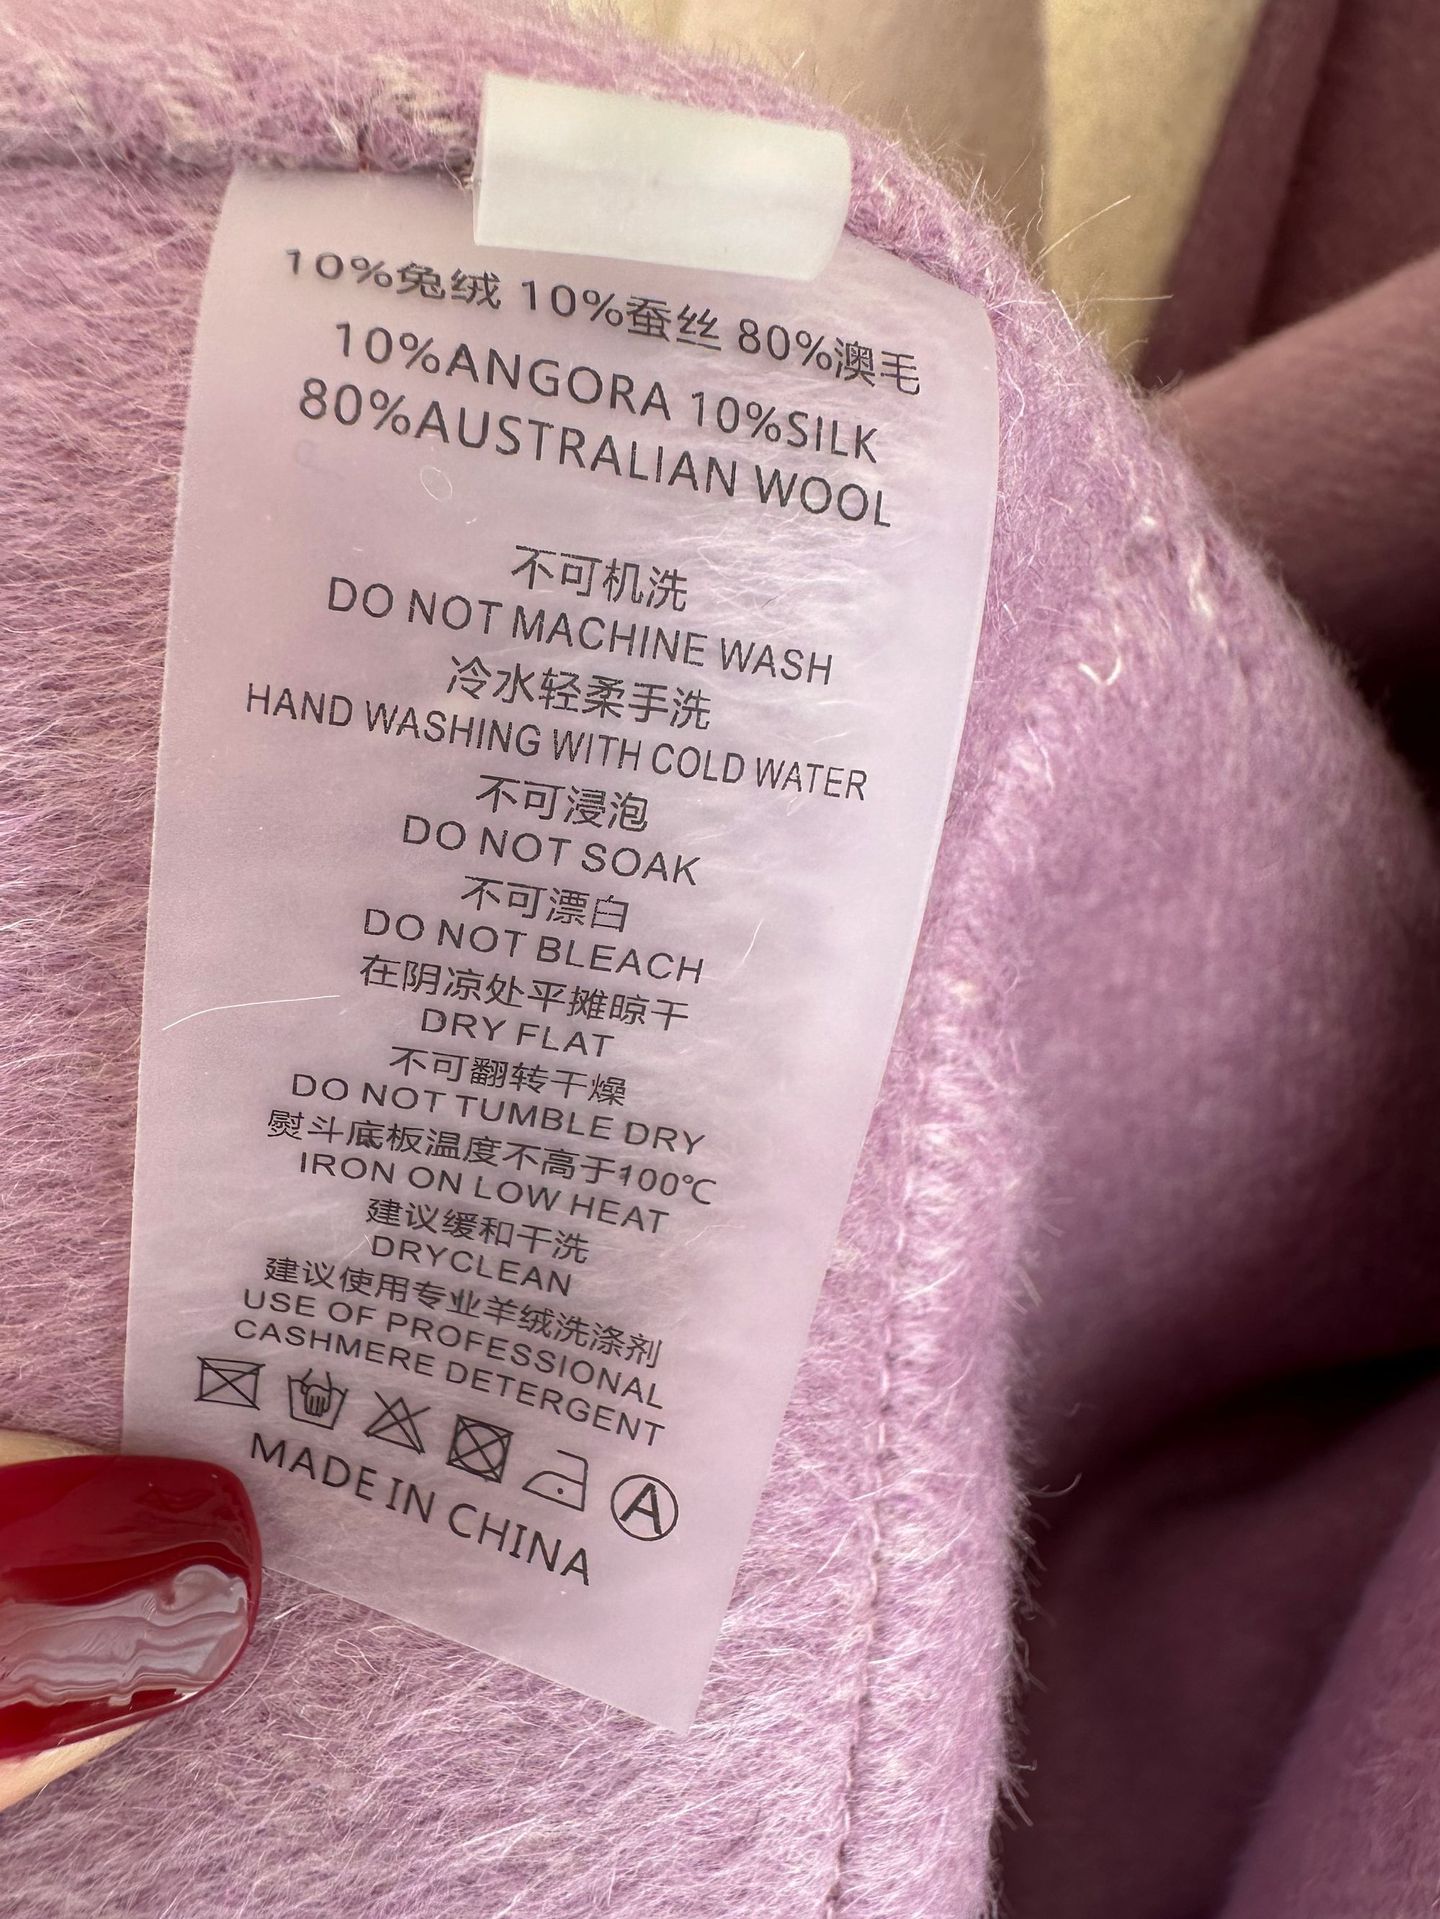 10%兔绒 10%蚕丝 80%澳毛
10%ANGORA 10%SILK
80%AUSTRALIAN WOOL
不可机洗
DO NOT MACHINE WASH
冷水轻柔手洗
HAND WASHING WITH COLD WATER
不可浸泡
DO NOT SOAK
不可漂白
DO NOT BLEACH
在阴凉处平摊晾干
DRY FLAT
不可翻转干燥
DO NOT TUMBLE DRY
熨斗底板温度不高于100℃
IRON ON LOW HEAT
建议缓和干洗
DRYCLEAN
建议使用专业羊绒洗涤剂
USE OF PROFESSIONAL
CASHMERE DETERGENT
A
MADE IN CHINA